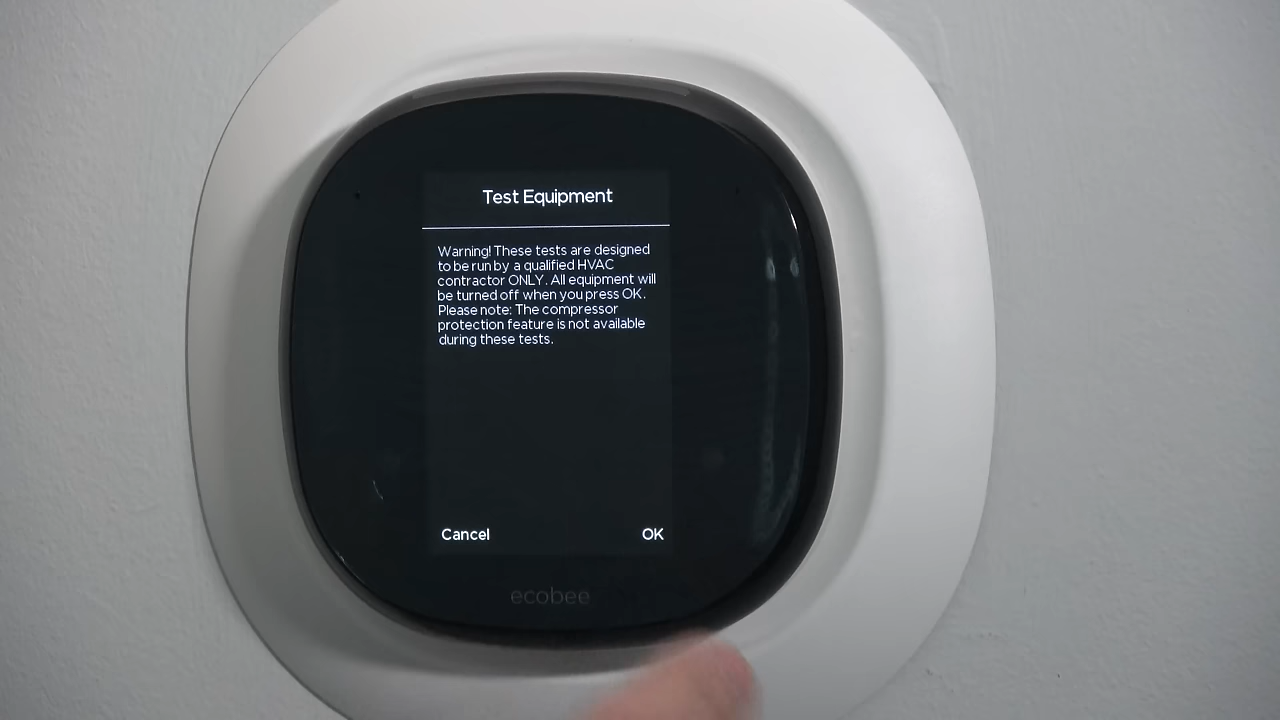 Test Equipment
Warning! These tests are designed
to be run by a qualified HVAC
contractor ONLY. All equipment will
be turned off when you press OK.
Please note: The compressor
protection feature is not available
during these tests.
Cancel OK
ecobee